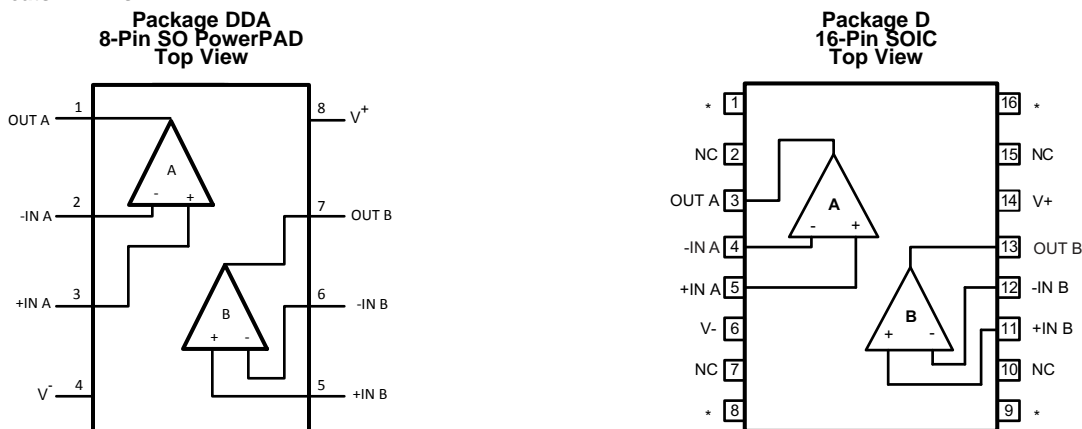 Package DDA
8-Pin SO PowerPAD
Top View
1
OUT A
8
V+
A
- +
2
-IN A
7
OUT B
3
+IN A
6
-IN B
B
+ -
V-
4
5
+IN B
Package D
16-Pin SOIC
Top View
* 1
16 *
NC 2
15 NC
OUT A 3
14 V+
A
- +
-IN A 4
13 OUT B
+IN A 5
12 -IN B
V- 6
11 +IN B
B
+ -
NC 7
10 NC
* 8
9 *